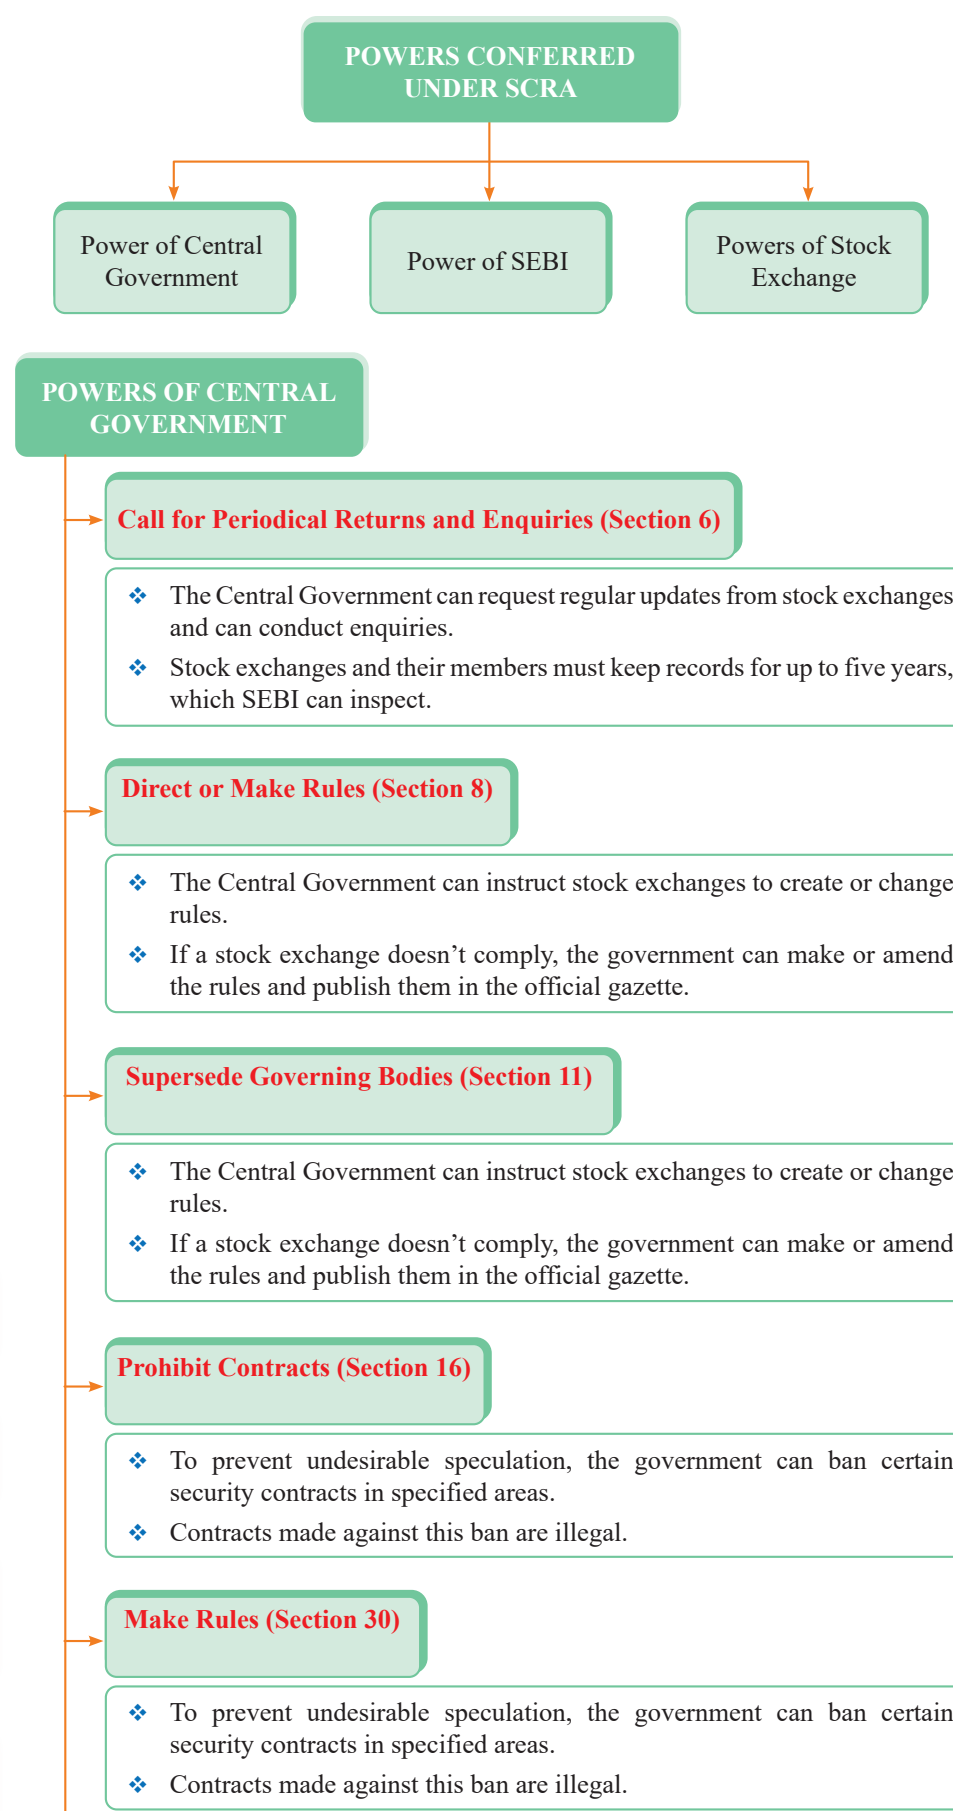 POWERS CONFERRED
UNDER SCRA
Power of Central
Government
Power of SEBI
Powers of Stock
Exchange
POWERS OF CENTRAL
GOVERNMENT
Call for Periodical Returns and Enquiries (Section 6)
❖ The Central Government can request regular updates from stock exchanges
and can conduct enquiries.
❖ Stock exchanges and their members must keep records for up to five years,
which SEBI can inspect.
Direct or Make Rules (Section 8)
❖ The Central Government can instruct stock exchanges to create or change
rules.
❖ If a stock exchange doesn’t comply, the government can make or amend
the rules and publish them in the official gazette.
Supersede Governing Bodies (Section 11)
❖ The Central Government can instruct stock exchanges to create or change
rules.
❖ If a stock exchange doesn’t comply, the government can make or amend
the rules and publish them in the official gazette.
Prohibit Contracts (Section 16)
❖ To prevent undesirable speculation, the government can ban certain
security contracts in specified areas.
❖ Contracts made against this ban are illegal.
Make Rules (Section 30)
❖ To prevent undesirable speculation, the government can ban certain
security contracts in specified areas.
❖ Contracts made against this ban are illegal.